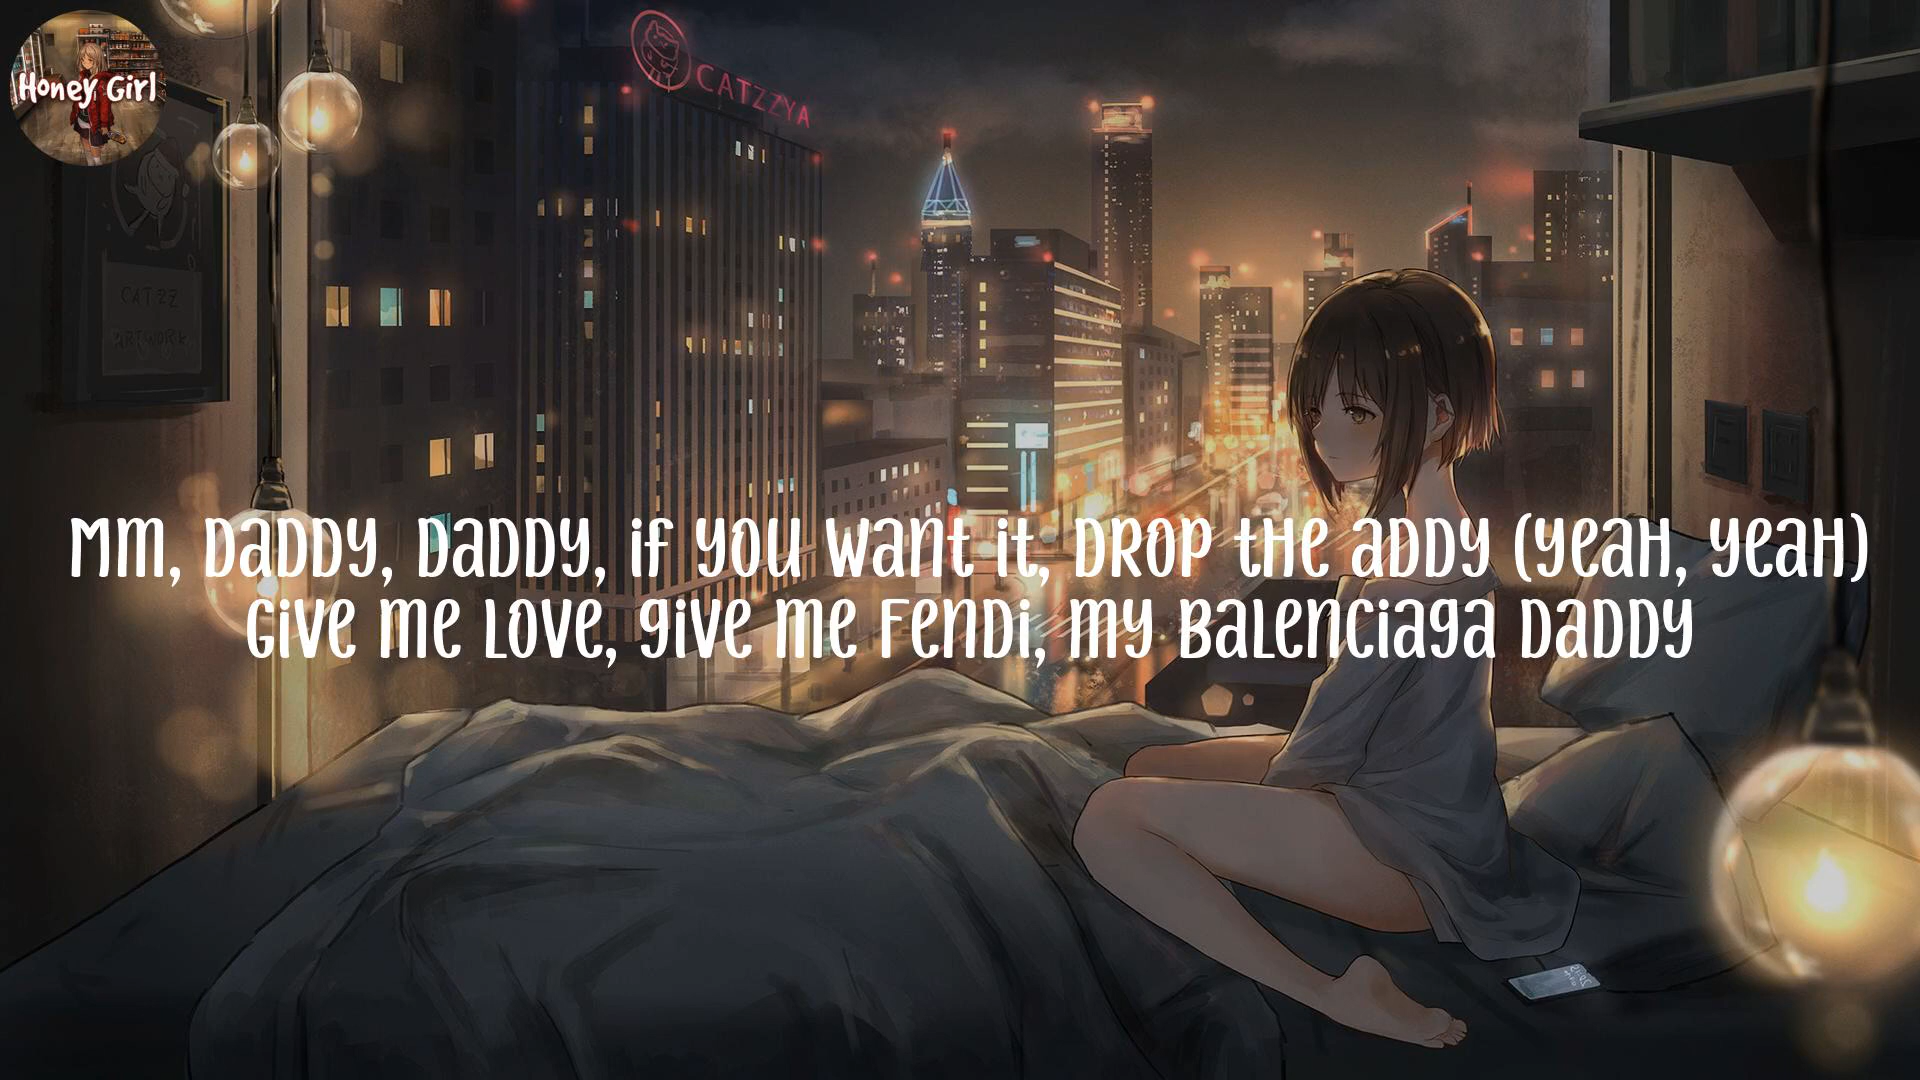 Honey Girl
CATZZYA
CATZZ
ARTWORK
Mm, Daddy, Daddy, if you want it, drop the addy (yeah, yeah)
Give me love, give me Fendi, my Balenciaga daddy